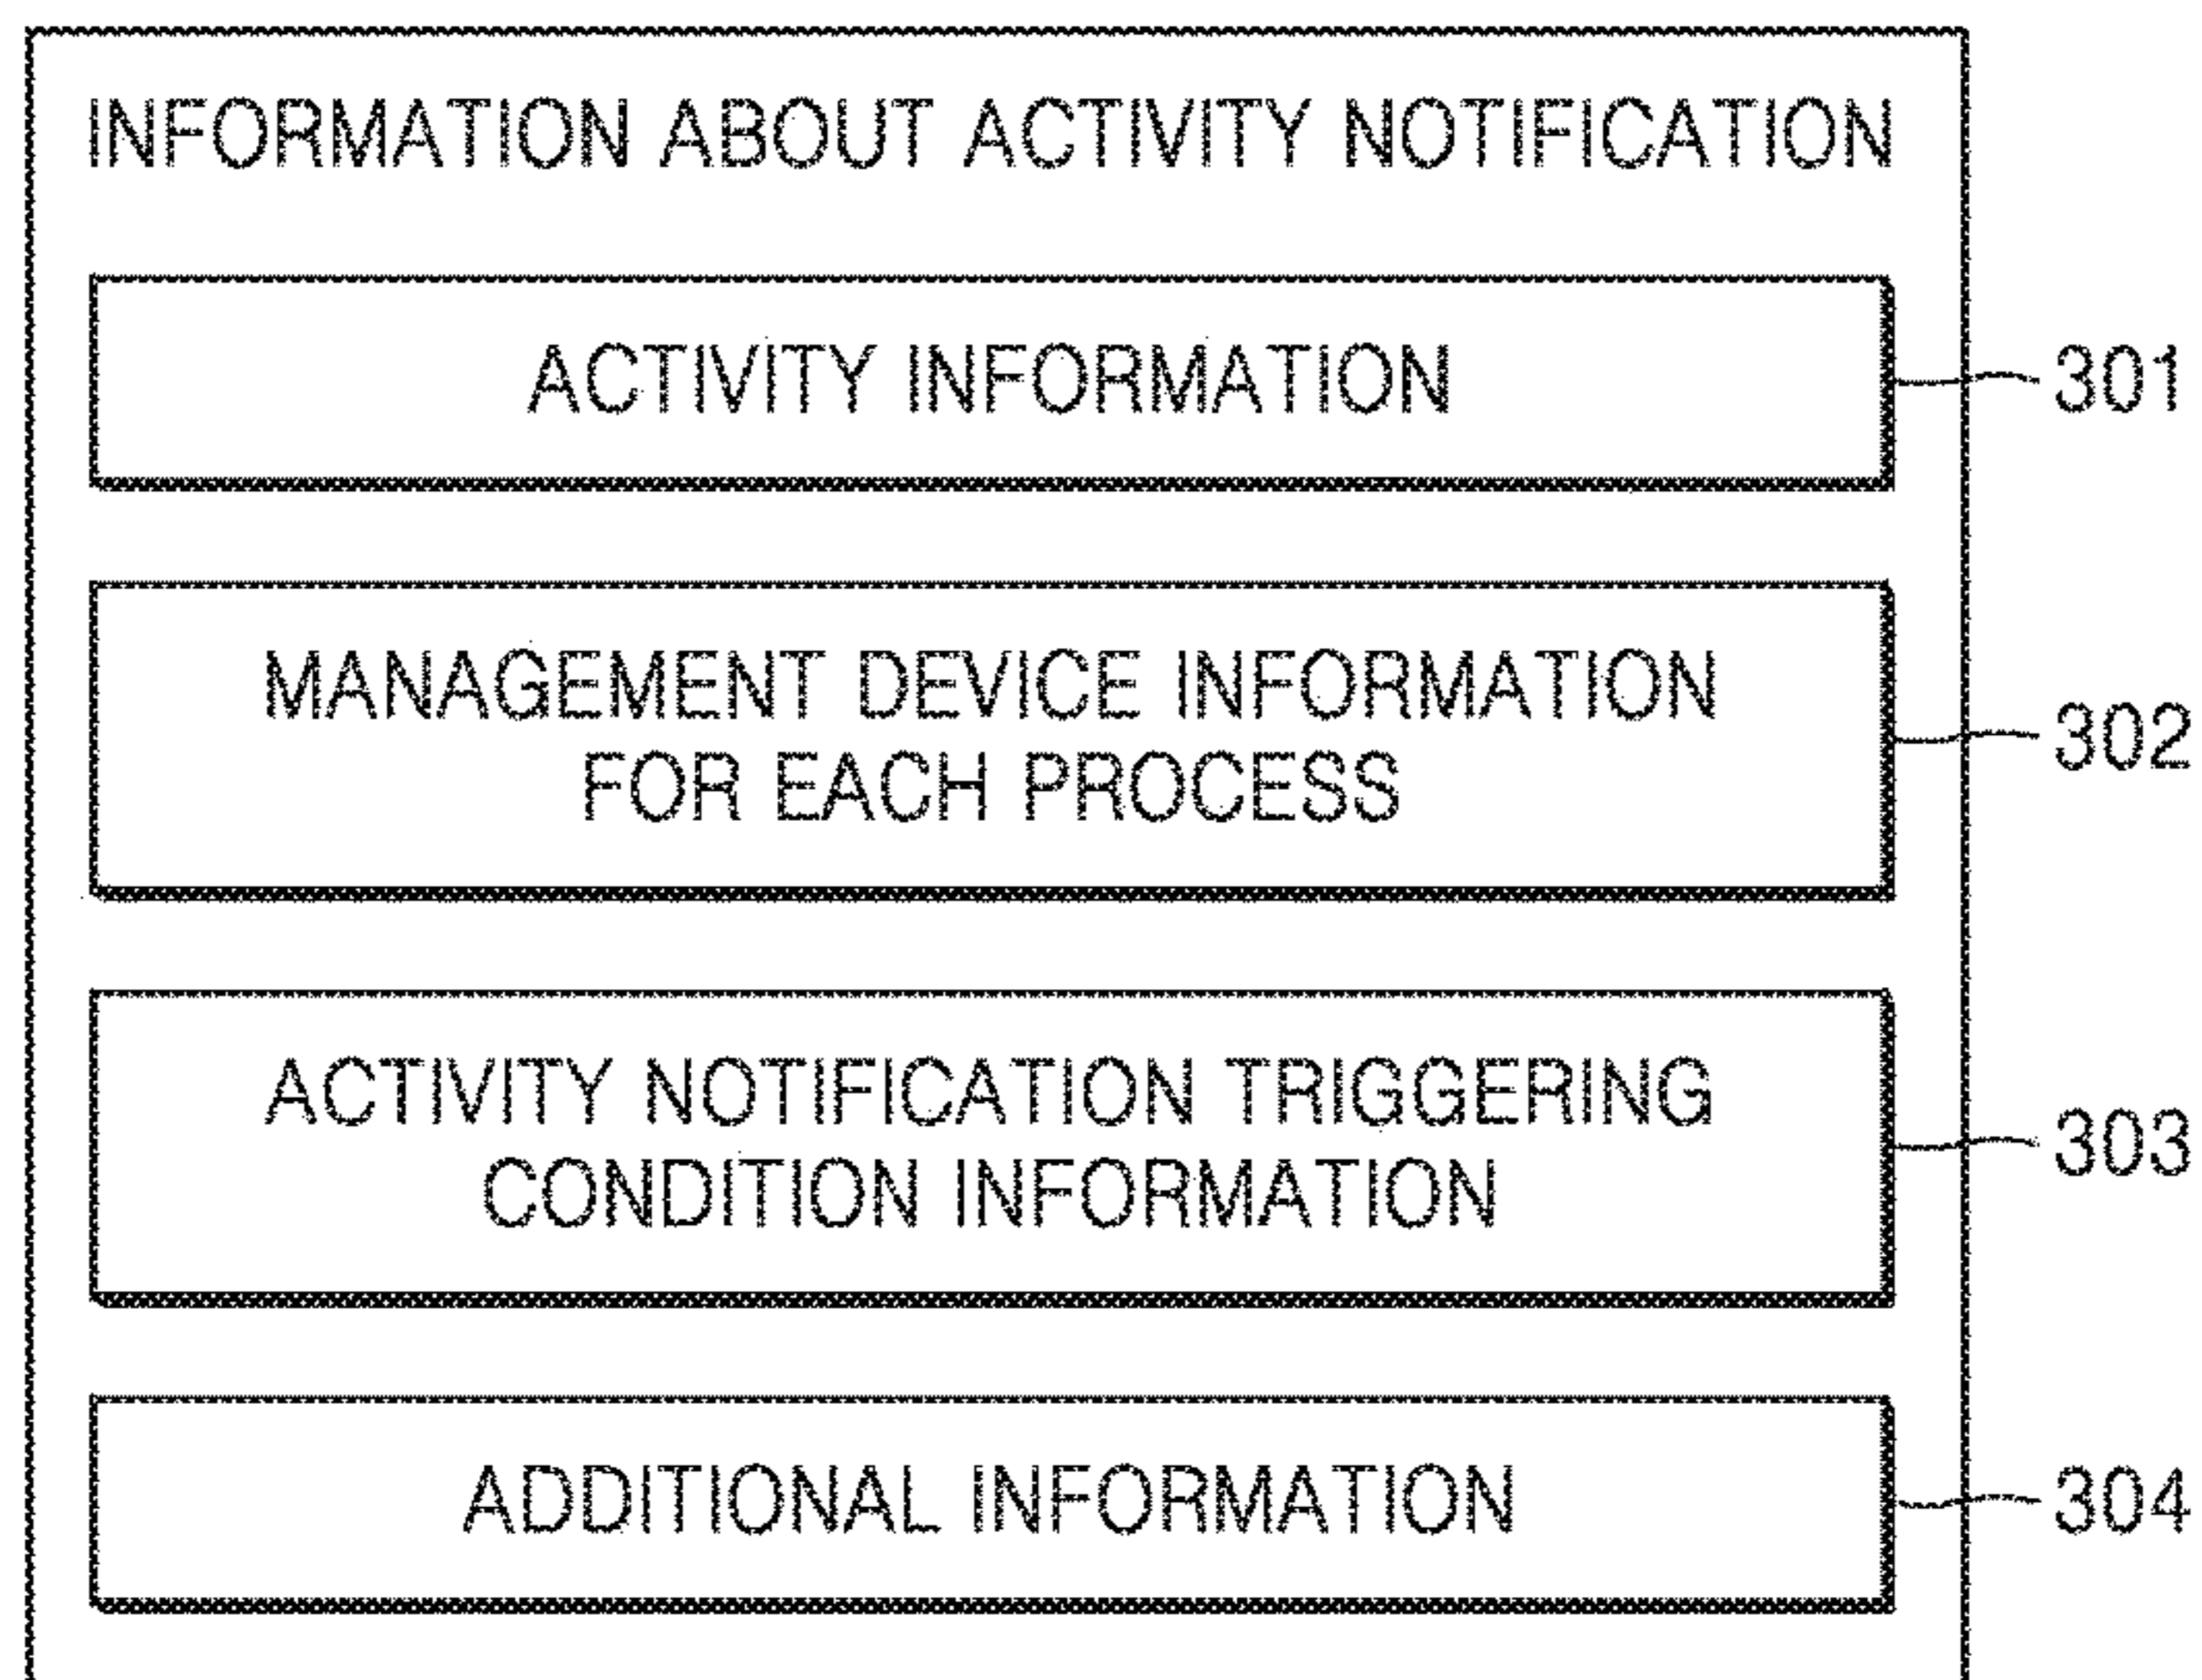 INFORMATION ABOUT ACTIVITY NOTIFICATION
ACTIVITY INFORMATION
301
MANAGEMENT DEVICE INFORMATION
FOR EACH PROCESS
302
ACTIVITY NOTIFICATION TRIGGERING
CONDITION INFORMATION
303
ADDITIONAL INFORMATION
304